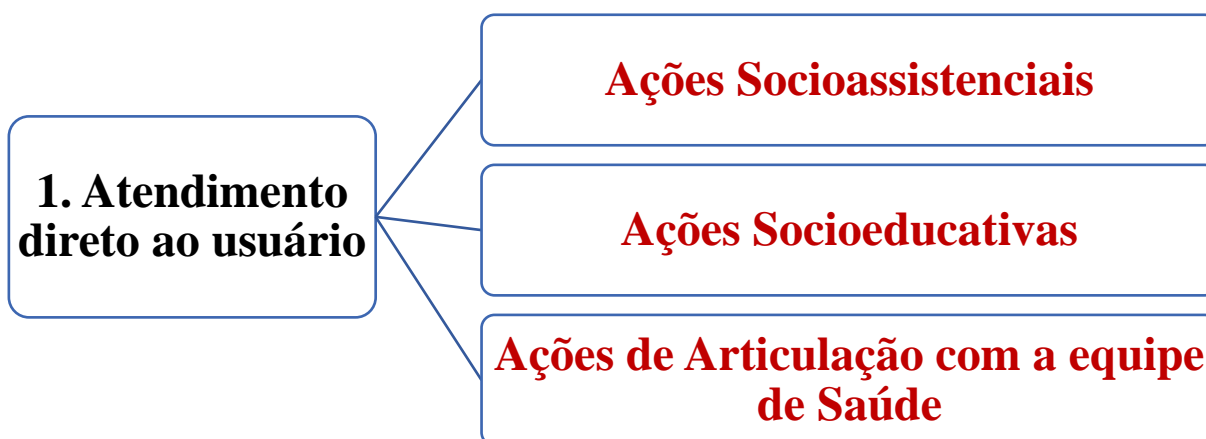 1. Atendimento
direto ao usuário
Ações Socioassistenciais
Ações Socioeducativas
Ações de Articulação com a equipe
de Saúde